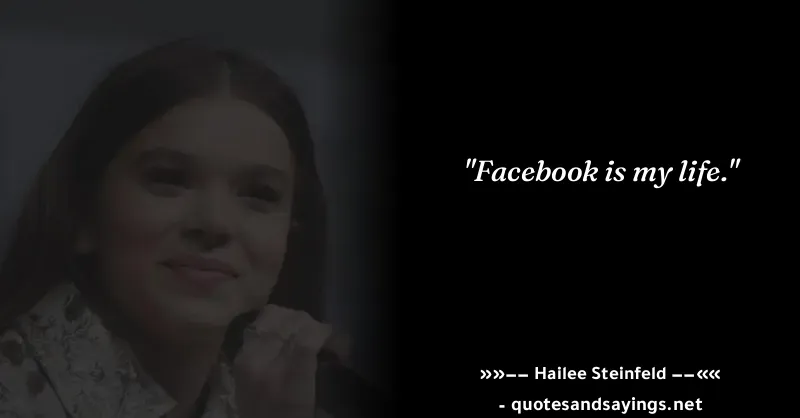 "Facebook is my life."
»»–– Hailee Steinfeld ––««
- quotesandsayings.net